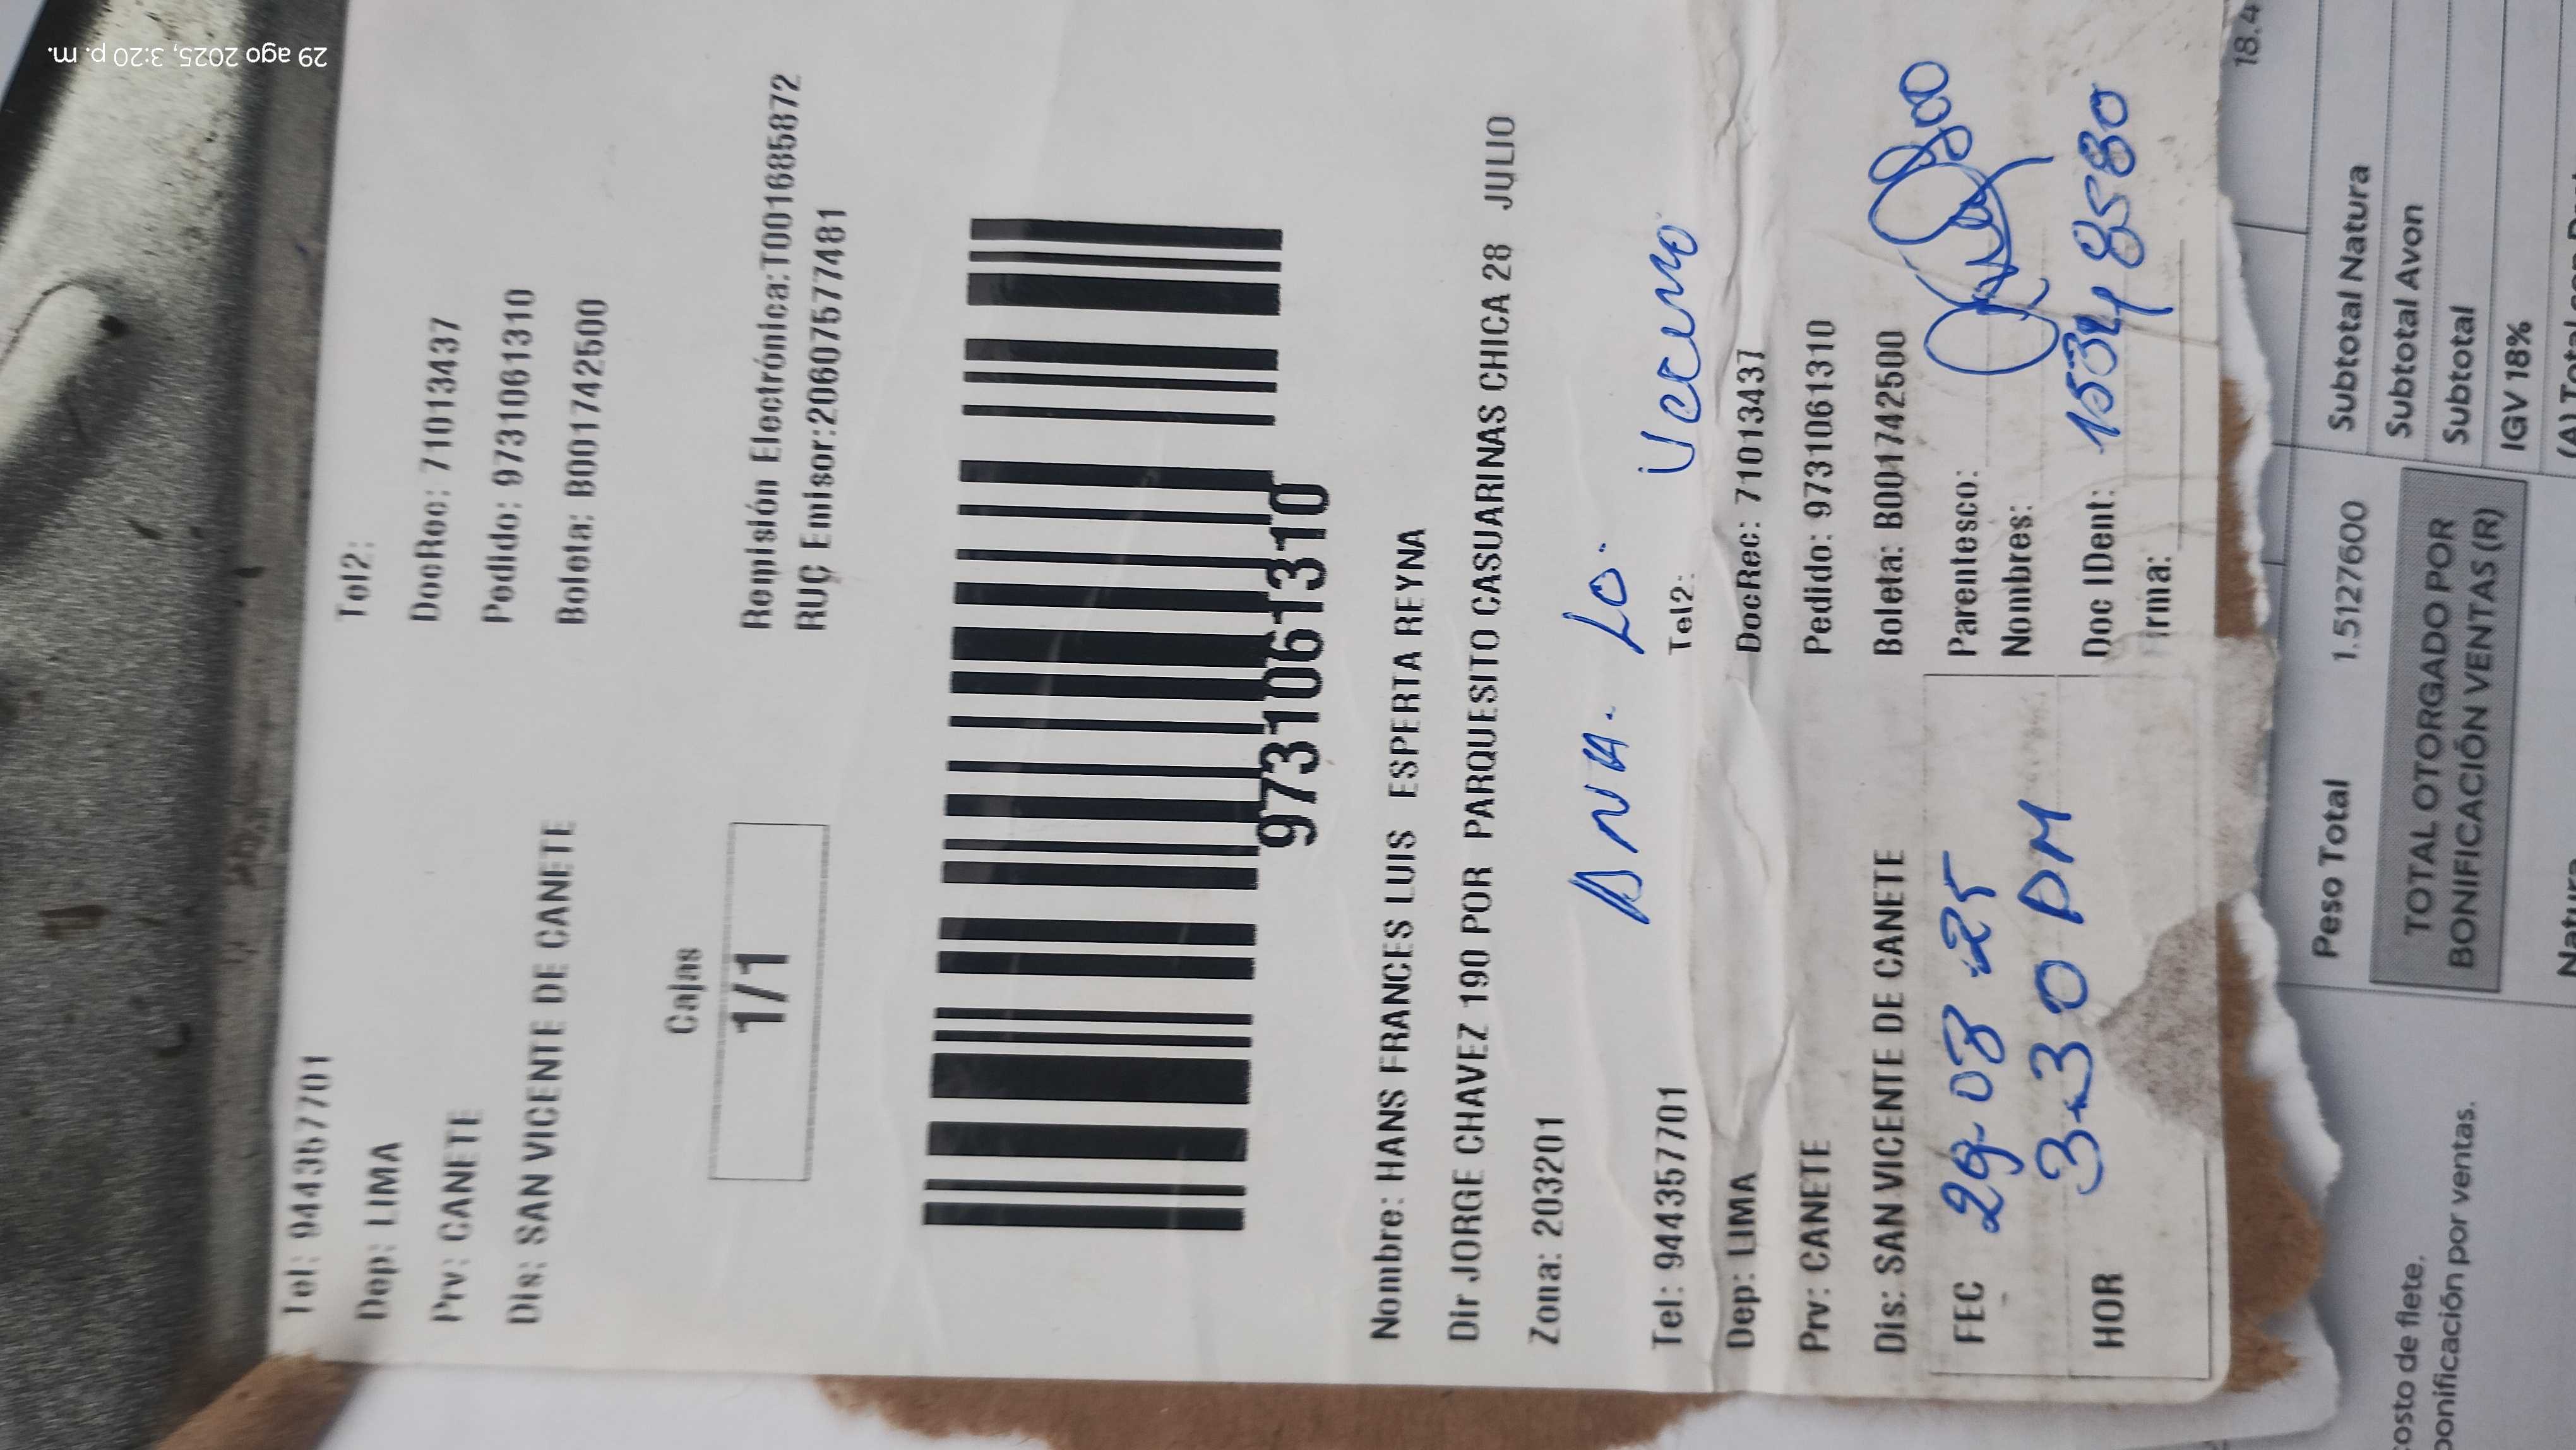 29 ago 2025, 3:20 p. m.
Tel: 944357701
Tel2:
Dep: LIMA
DocRec: 71013437
Prv: CANETE
Pedido: 9731061310
Dis: SAN VICENTE DE CANETE
Boleta: B001742500
Cajas
1/1
Remisión Electrónica:T001685872
RUC Emisor:20607577481
9731061310
Nombre: HANS FRANCES LUIS ESPERTA REYNA
Dir JORGE CHAVEZ 190 POR PARQUESITO CASUARINAS CHICA 28 JULIO
Zona: 203201
Tel: 944357701
Tel2:
Dep: LIMA
DocRec: 71013437
Prv: CANETE
Pedido: 9731061310
Dis: SAN VICENTE DE CANETE
Boleta: B001742500
FEC 29-08-25
Parentesco:
Nombres:
HOR 3-30 PM
Doc IDent:
irma:
18.4
Peso Total 1.5127600
Subtotal Natura
Subtotal Avon
Subtotal
IGV 18%
TOTAL OTORGADO POR
BONIFICACIÓN VENTAS (R)
osto de flete.
onificación por ventas.